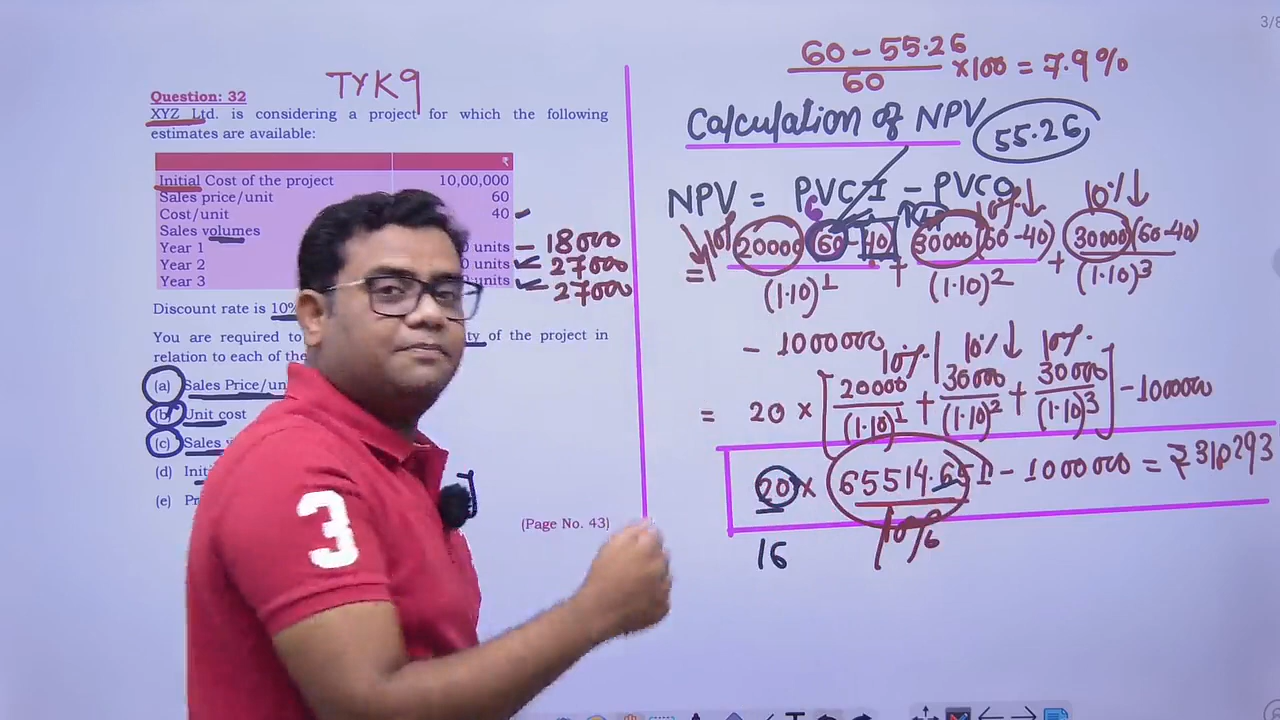 3/8
TYK9
Question: 32
XYZ Ltd. is considering a project for which the following
estimates are available:
₹
Initial Cost of the project 10,00,000
Sales price/unit 60
Cost/unit 40
Sales volumes
Year 1 units – 18000
Year 2 units 27000
Year 3 units 27000
Discount rate is 10%
You are required to of the project in
relation to each of the
(a) Sales Price/un
(b) Unit cost
(c) Sales
(d)
(e)
(Page No. 43)
60 – 55.26
60
×100 = 7.9%
Calculation of NPV 55.26
NPV = PVCI – PVCO
10%↓ 10%↓
= 20000 (60 – 40) + 30000 (60 – 40) + 30000 (60 – 40)
(1.10)^1 (1.10)^2 (1.10)^3
– 1000000
10% 10%↓ 10%
= 20 × [20000 + 30000 + 30000] – 1000000
(1.10)^1 (1.10)^2 (1.10)^3
20 × 65514.651 – 1000000 = ₹310293
16 10%
3